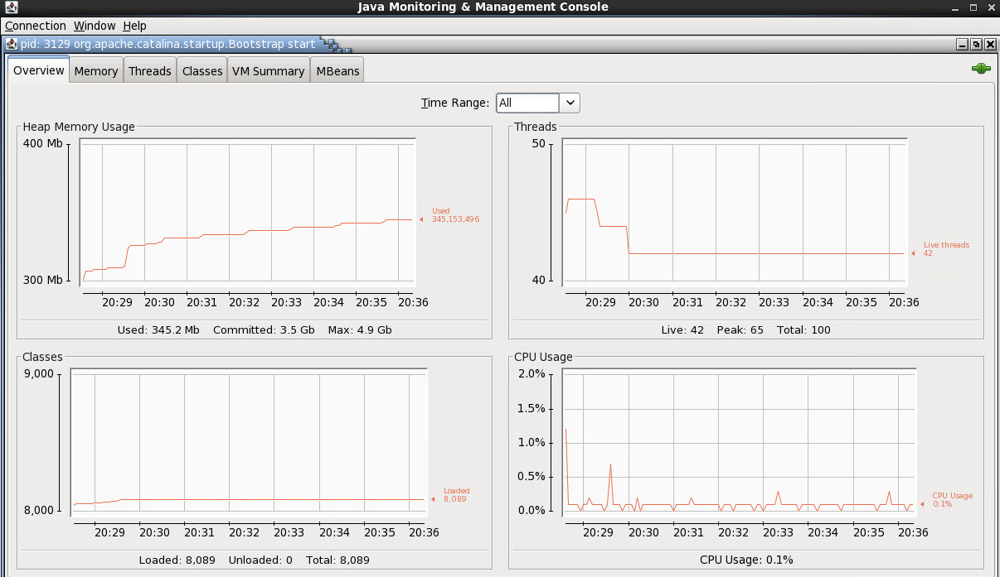 Java Monitoring & Management Console
Connection Window Help
pid: 3129 org.apache.catalina.startup.Bootstrap start
Overview Memory Threads Classes VM Summary MBeans
Time Range: All
Heap Memory Usage
400 Mb
300 Mb
Used
345,153,496
20:29 20:30 20:31 20:32 20:33 20:34 20:35 20:36
Used: 345.2 Mb Committed: 3.5 Gb Max: 4.9 Gb
Threads
50
40
Live threads
42
20:29 20:30 20:31 20:32 20:33 20:34 20:35 20:36
Live: 42 Peak: 65 Total: 100
Classes
9,000
8,000
Loaded
8,089
20:29 20:30 20:31 20:32 20:33 20:34 20:35 20:36
Loaded: 8,089 Unloaded: 0 Total: 8,089
CPU Usage
2.0%
1.5%
1.0%
0.5%
0.0%
CPU Usage
0.1%
20:29 20:30 20:31 20:32 20:33 20:34 20:35 20:36
CPU Usage: 0.1%